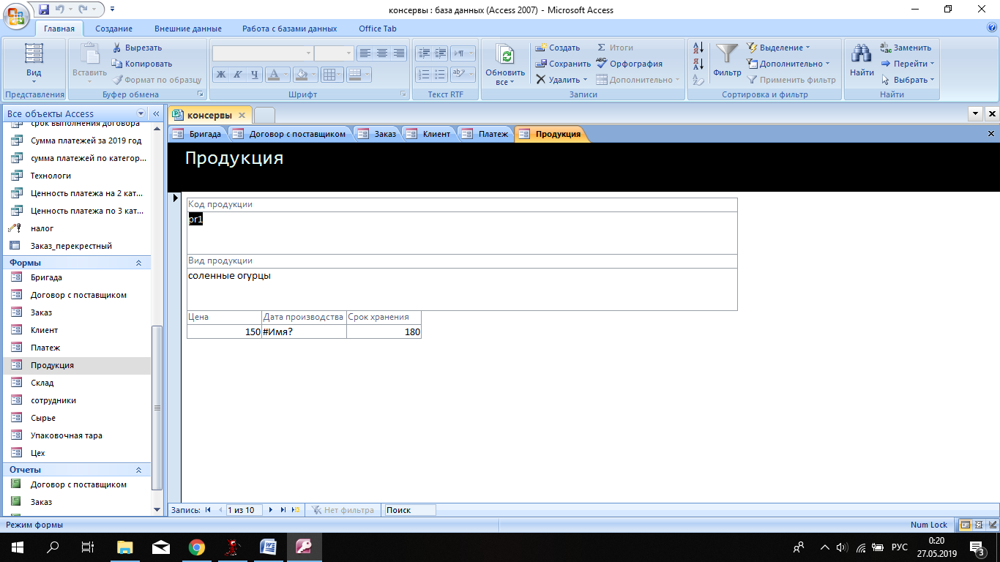 консервы : база данных (Access 2007) - Microsoft Access
Главная Создание Внешние данные Работа с базами данных Office Tab
Вид
Представления
Вставить
Вырезать
Копировать
Формат по образцу
Буфер обмена
Ж К Ч А
Шрифт
Текст RTF
Обновить все
Создать
Сохранить
Удалить
Итоги
Орфография
Дополнительно
Записи
Фильтр
Выделение
Дополнительно
Применить фильтр
Сортировка и фильтр
Найти
Заменить
Перейти
Выбрать
Найти
Все объекты Access
срок выполнения договора
Сумма платежей за 2019 год
сумма платежей по категор...
Технологи
Ценность платежа на 2 кат...
Ценность платежа по 3 кат...
налог
Заказ_перекрестный
Формы
Бригада
Договор с поставщиком
Заказ
Клиент
Платеж
Продукция
Склад
сотрудники
Сырье
Упаковочная тара
Цех
Отчеты
Договор с поставщиком
Заказ
консервы
Бригада Договор с поставщиком Заказ Клиент Платеж Продукция
Продукция
Код продукции
pr1
Вид продукции
соленные огурцы
Цена Дата производства Срок хранения
150 #Имя? 180
Запись: 1 из 10 Нет фильтра Поиск
Режим формы Num Lock
РУС 0:20
27.05.2019 3